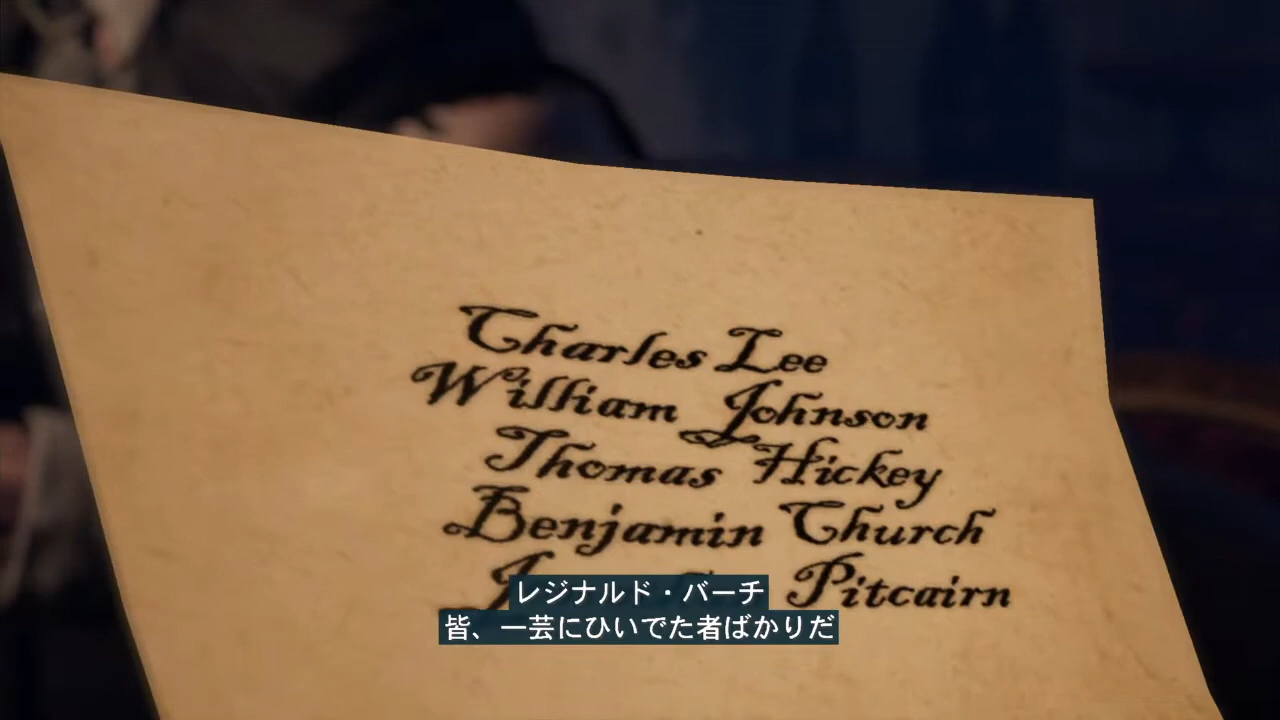 Charles Lee
William Johnson
Thomas Hickey
Benjamin Church
Pitcairn
レジナルド・バーチ
皆、一芸にひいでた者ばかりだ